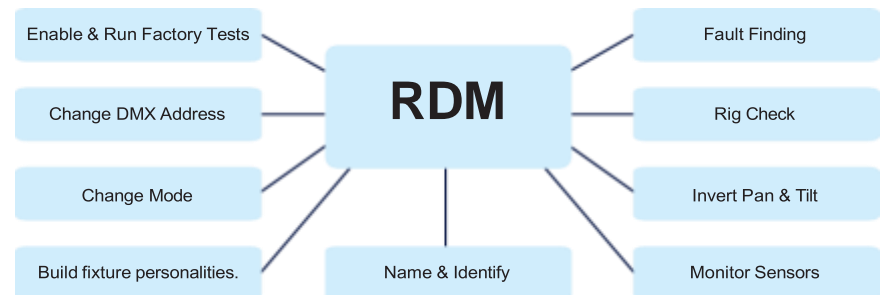 Enable & Run Factory Tests
Fault Finding
RDM
Change DMX Address
Rig Check
Change Mode
Invert Pan & Tilt
Build fixture personalities.
Name & Identify
Monitor Sensors